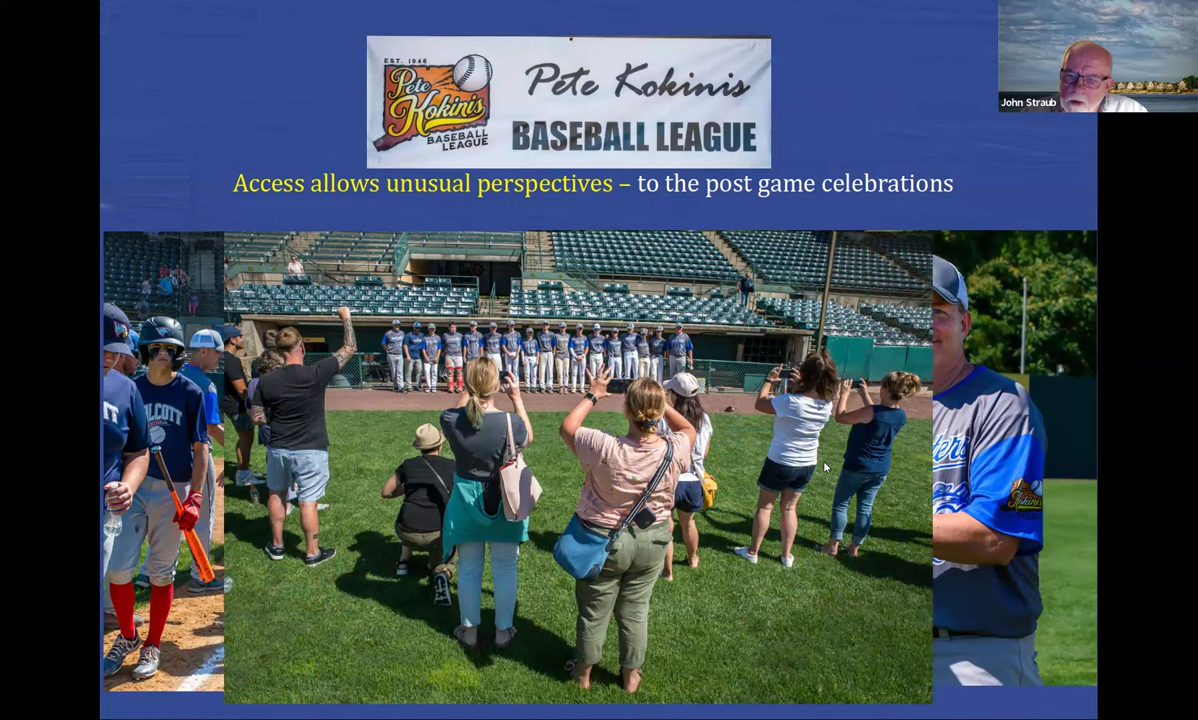 EST. 1946
Pete
Kokinis
BASEBALL
LEAGUE
Pete Kokinis
BASEBALL LEAGUE
John Straub
Access allows unusual perspectives – to the post game celebrations